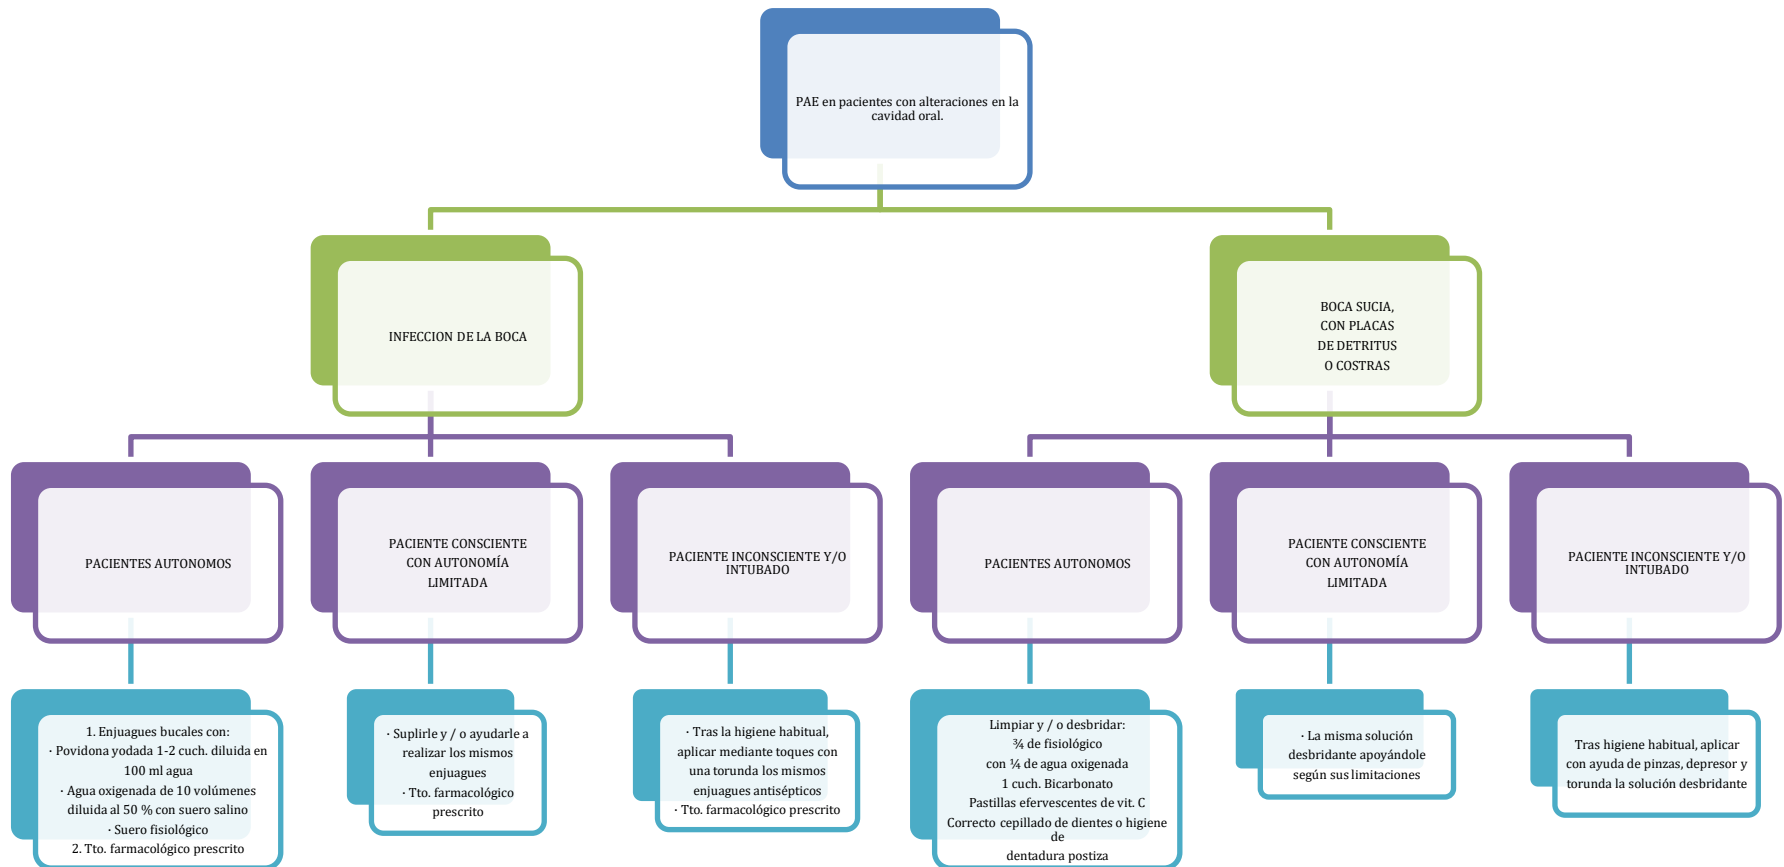 PAE en pacientes con alteraciones en la
cavidad oral.
INFECCION DE LA BOCA
BOCA SUCIA,
CON PLACAS
DE DETRITUS
O COSTRAS
PACIENTES AUTONOMOS
PACIENTE CONSCIENTE
CON AUTONOMÍA
LIMITADA
PACIENTE INCONSCIENTE Y/O
INTUBADO
PACIENTES AUTONOMOS
PACIENTE CONSCIENTE
CON AUTONOMÍA
LIMITADA
PACIENTE INCONSCIENTE Y/O
INTUBADO
1. Enjuagues bucales con:
· Povidona yodada 1-2 cuch. diluida en
100 ml agua
· Agua oxigenada de 10 volúmenes
diluida al 50 % con suero salino
· Suero fisiológico
2. Tto. farmacológico prescrito
· Suplirle y / o ayudarle a
realizar los mismos
enjuagues
· Tto. farmacológico
prescrito
· Tras la higiene habitual,
aplicar mediante toques con
una torunda los mismos
enjuagues antisépticos
· Tto. farmacológico prescrito
Limpiar y / o desbridar:
¾ de fisiológico
con ¼ de agua oxigenada
1 cuch. Bicarbonato
Pastillas efervescentes de vit. C
Correcto cepillado de dientes o higiene
de
dentadura postiza
· La misma solución
desbridante apoyándole
según sus limitaciones
Tras higiene habitual, aplicar
con ayuda de pinzas, depresor y
torunda la solución desbridante